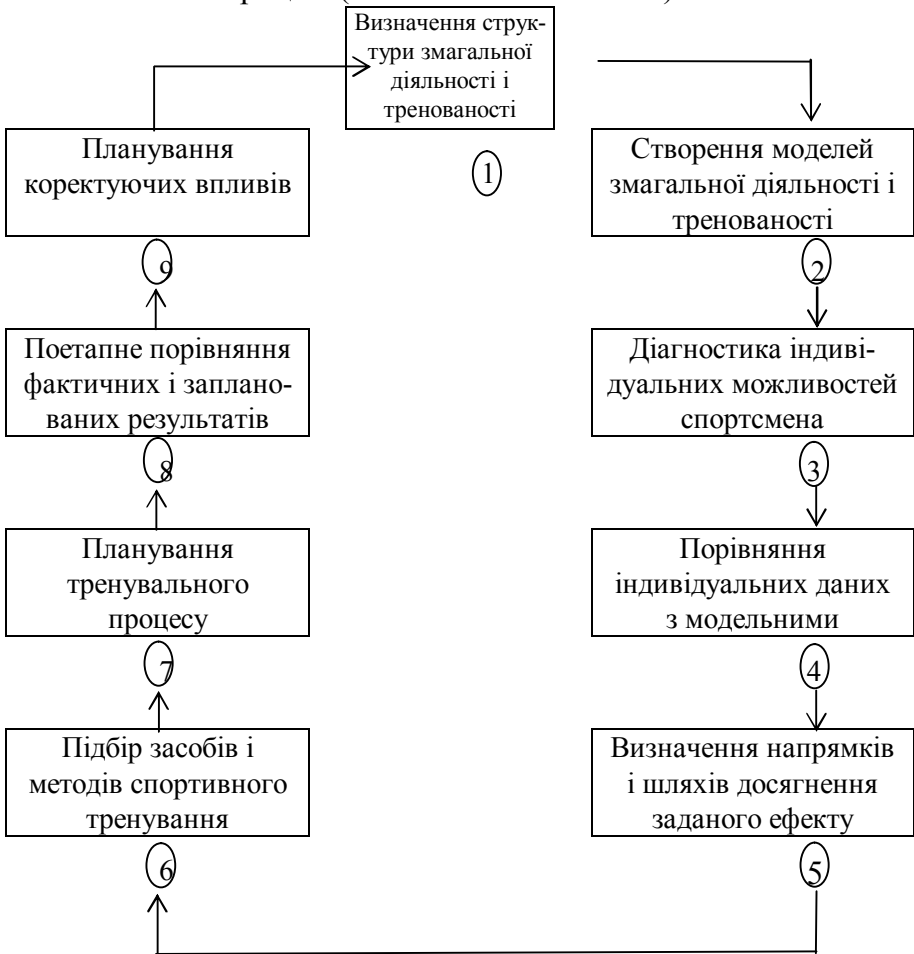 Визначення струк-
тури змагальної
діяльності і
тренованості
1
Створення моделей
змагальної діяльності і
тренованості
2
Діагностика індиві-
дуальних можливостей
спортсмена
3
Порівняння
індивідуальних даних
з модельними
4
Визначення напрямків
і шляхів досягнення
заданого ефекту
5
Підбір засобів і
методів спортивного
тренування
6
Планування
тренувального
процесу
7
Поетапне порівняння
фактичних і заплано-
ваних результатів
8
Планування
коректуючих впливів
9